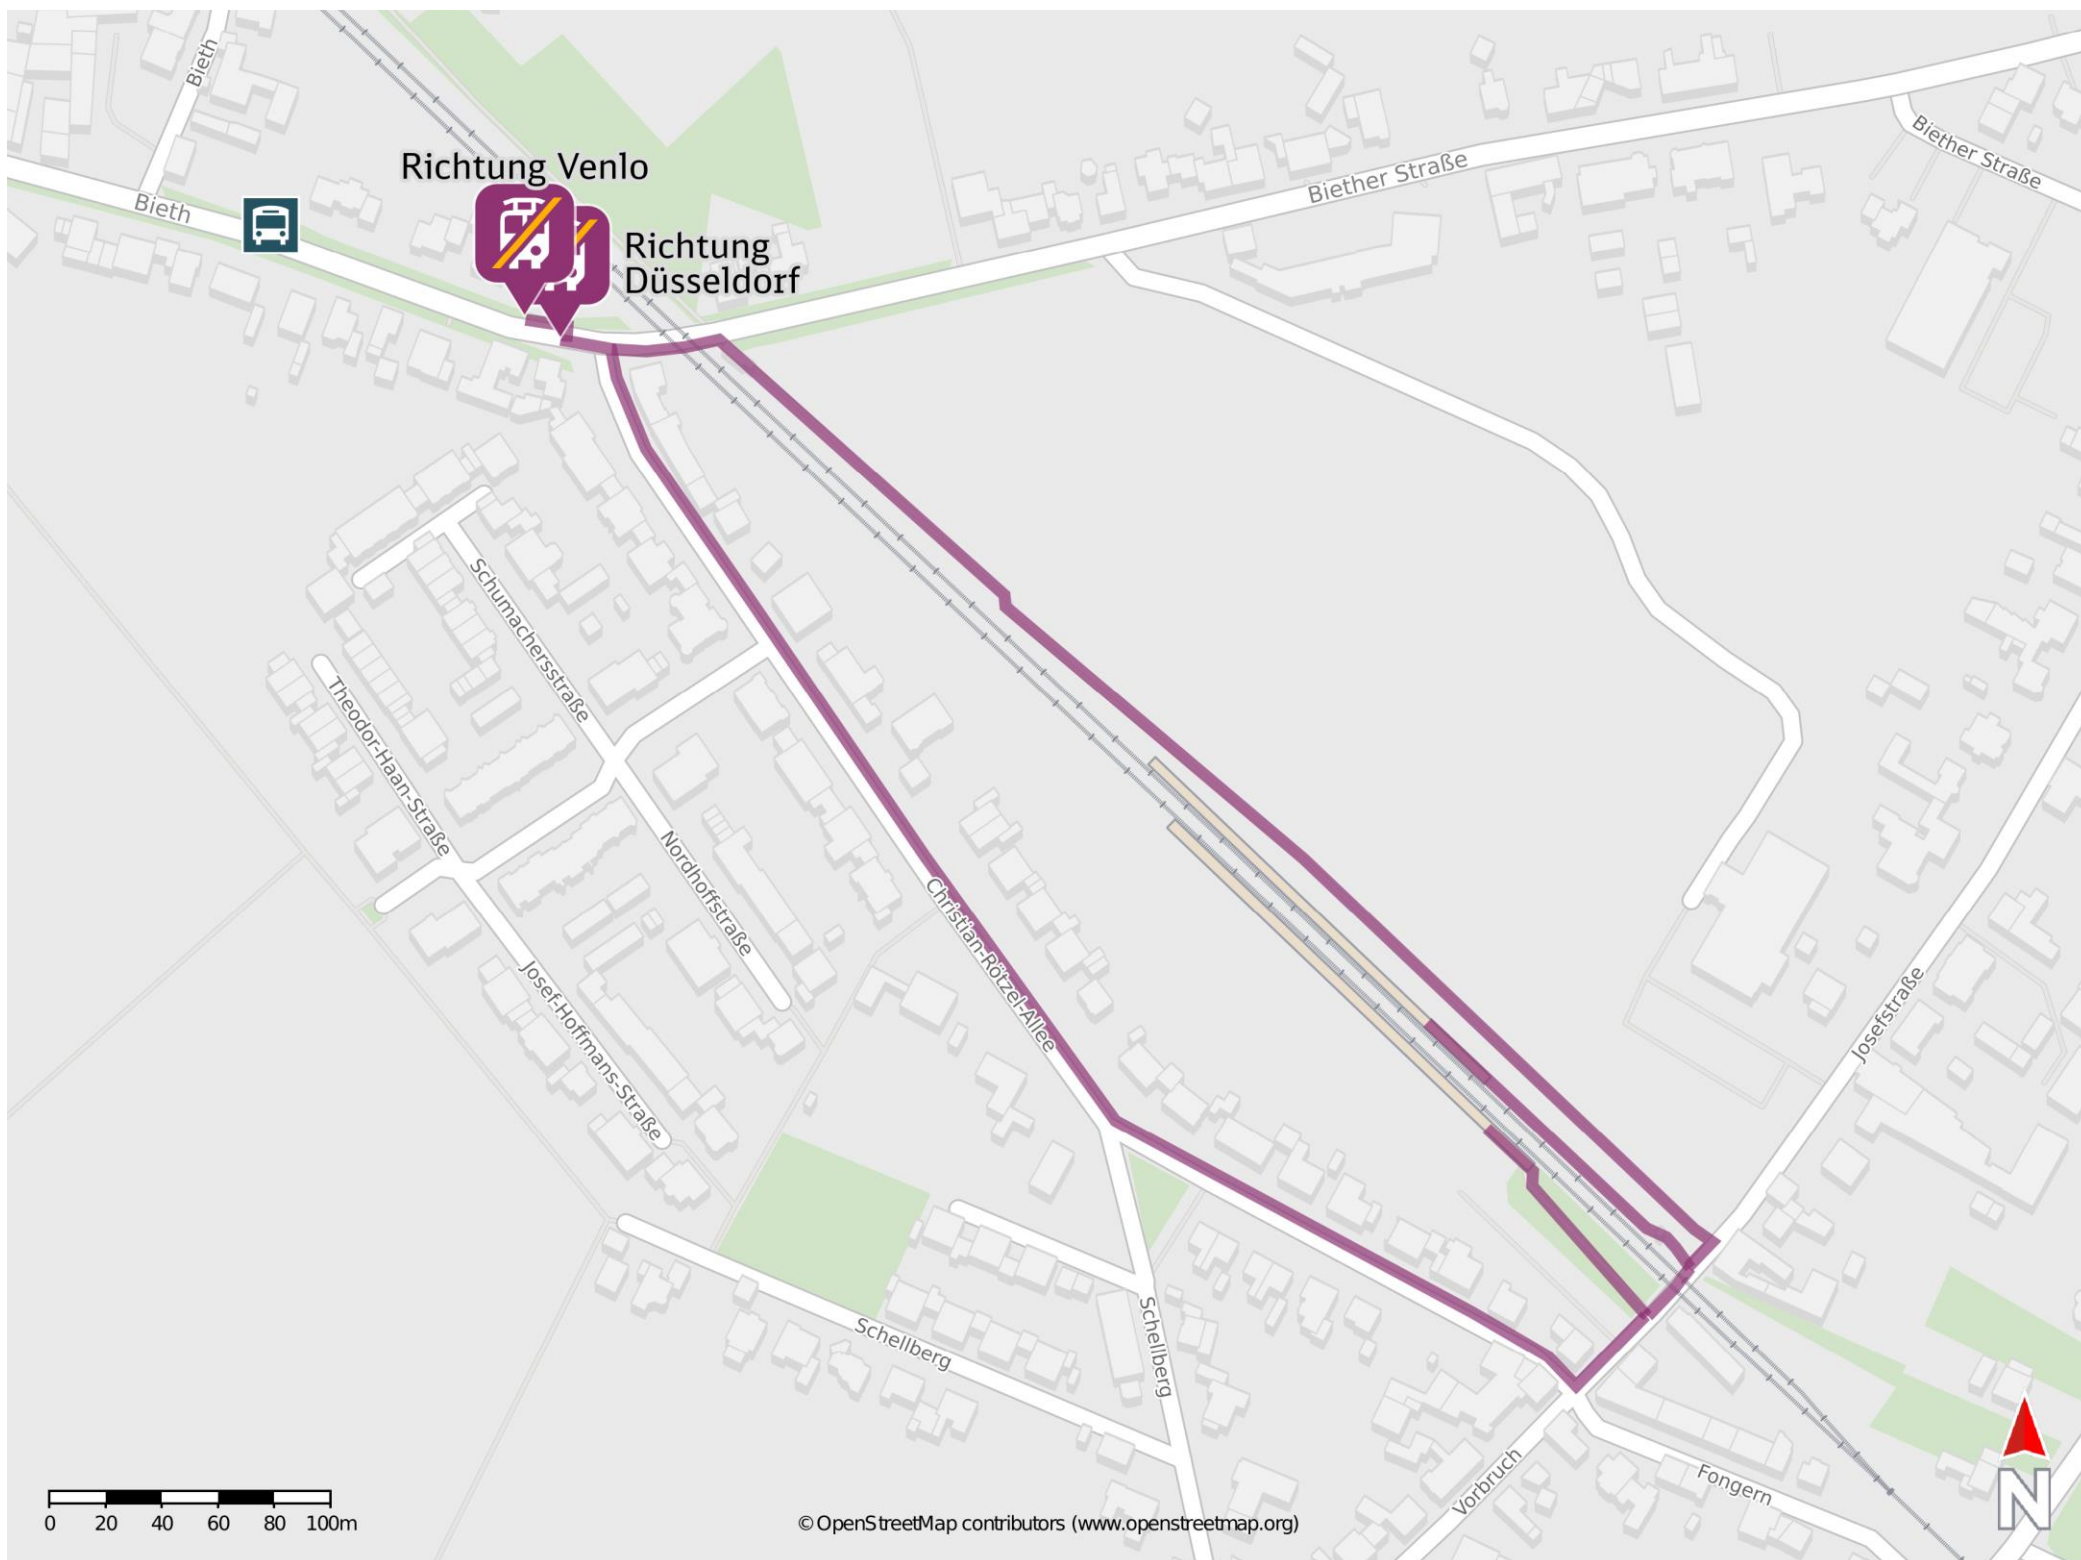 Bieth
Biether Straße
Biether Straße
Richtung Venlo
Bieth
Richtung
Düsseldorf
Schumachersstraße
Theodor-Haan-Straße
Nordhoffstraße
Christian-Rötzel-Allee
Josef-Hoffmans-Straße
Josefstraße
Schellberg
Schellberg
Vorbruch
Fongern
N
0 20 40 60 80 100m
© OpenStreetMap contributors (www.openstreetmap.org)